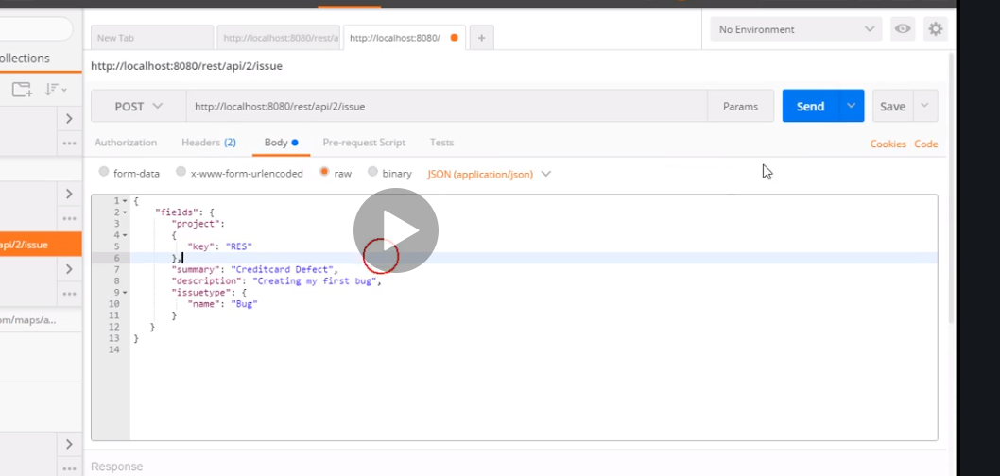 New Tab
http://localhost:8080/rest/a
http://localhost:8080/
+
No Environment
ollections
http://localhost:8080/rest/api/2/issue
POST
http://localhost:8080/rest/api/2/issue
Params
Send
Save
Authorization
Headers (2)
Body
Pre-request Script
Tests
Cookies
Code
form-data
x-www-form-urlencoded
raw
binary
JSON (application/json)
api/2/issue
om/maps/a...
1 {
2 "fields": {
3 "project":
4 {
5 "key": "RES"
6 },
7 "summary": "Creditcard Defect",
8 "description": "Creating my first bug",
9 "issuetype": {
10 "name": "Bug"
11 }
12 }
13 }
14
Response